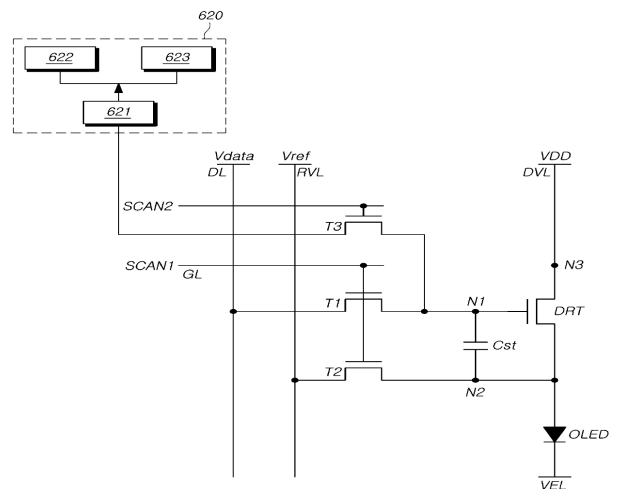 620
622
623
621
Vdata
Vref
VDD
DL
RVL
DVL
SCAN2
T3
SCAN1
GL
N3
T1
N1
DRT
Cst
T2
N2
OLED
VEL